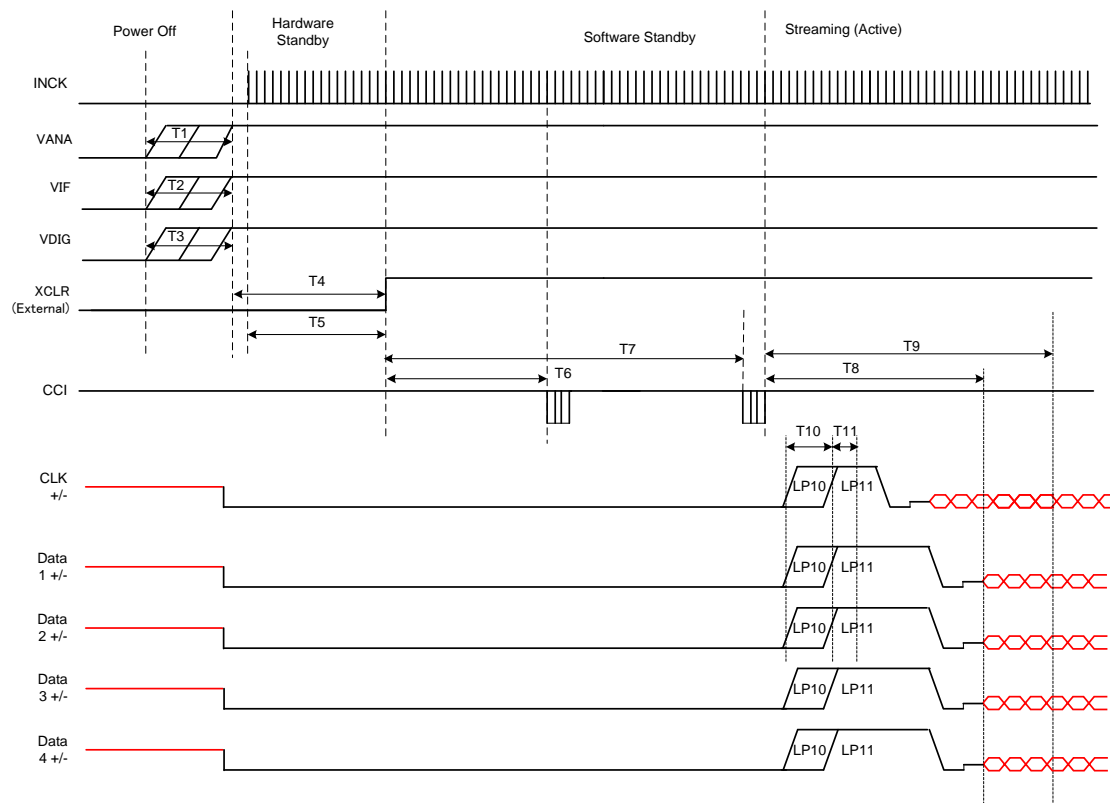 Power Off
Hardware
Standby
Software Standby
Streaming (Active)
INCK
VANA
T1
VIF
T2
VDIG
T3
XCLR
(External)
T4
T5
T7
T9
T6
T8
CCI
T10
T11
CLK
+/-
LP10
LP11
Data
1 +/-
LP10
LP11
Data
2 +/-
LP10
LP11
Data
3 +/-
LP10
LP11
Data
4 +/-
LP10
LP11